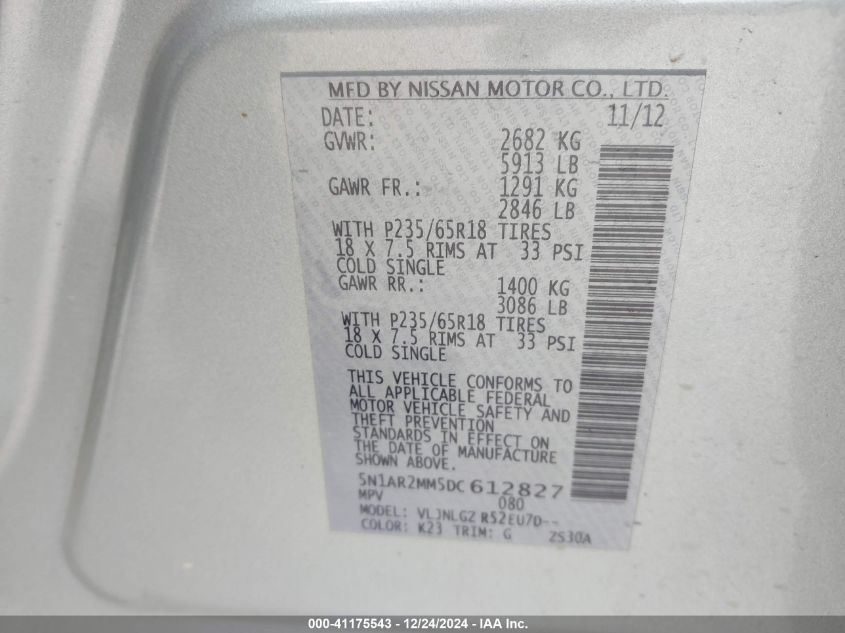 MFD BY NISSAN MOTOR CO., LTD.
DATE: 11/12
GVWR: 2682 KG
5913 LB
GAWR FR.: 1291 KG
2846 LB
WITH P235/65R18 TIRES
18 X 7.5 RIMS AT 33 PSI
COLD SINGLE
GAWR RR.: 1400 KG
3086 LB
WITH P235/65R18 TIRES
18 X 7.5 RIMS AT 33 PSI
COLD SINGLE
THIS VEHICLE CONFORMS TO
ALL APPLICABLE FEDERAL
MOTOR VEHICLE SAFETY AND
THEFT PREVENTION
STANDARDS IN EFFECT ON
THE DATE OF MANUFACTURE
SHOWN ABOVE.
5N1AR2MM5DC612827
MPV 080
MODEL: VLJNLGZ R52EU7D--
COLOR: K23 TRIM: G 2S30A
000-41175543 - 12/24/2024 - IAA Inc.